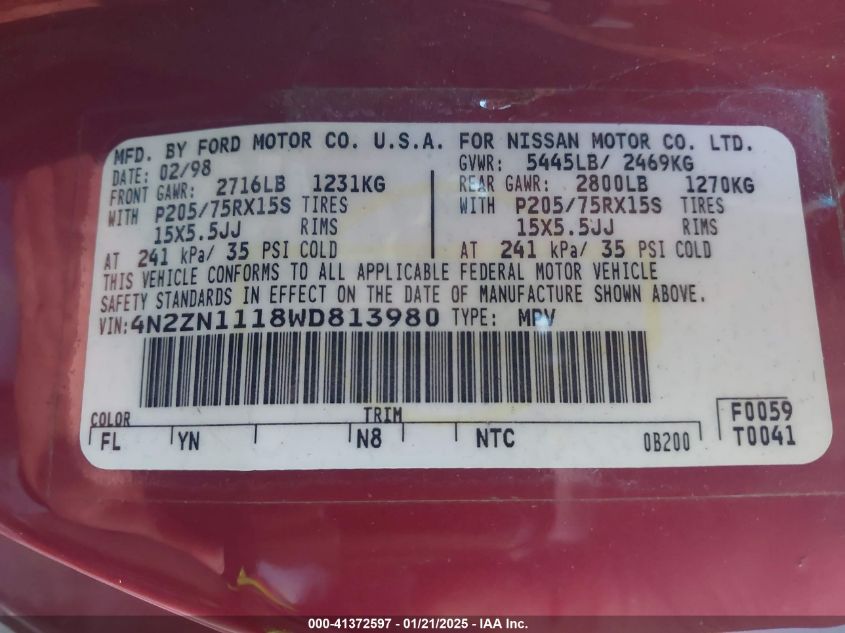 MFD. BY FORD MOTOR CO. U.S.A. FOR NISSAN MOTOR CO. LTD.
DATE: 02/98 GVWR: 5445LB/ 2469KG
FRONT GAWR: 2716LB 1231KG REAR GAWR: 2800LB 1270KG
WITH P205/75RX15S TIRES WITH P205/75RX15S TIRES
15X5.5JJ RIMS 15X5.5JJ RIMS
AT 241 kPa/ 35 PSI COLD AT 241 kPa/ 35 PSI COLD
THIS VEHICLE CONFORMS TO ALL APPLICABLE FEDERAL MOTOR VEHICLE
SAFETY STANDARDS IN EFFECT ON THE DATE OF MANUFACTURE SHOWN ABOVE.
VIN: 4N2ZN1118WD813980 TYPE: MPV
COLOR TRIM F0059
FL YN N8 NTC 0B200 T0041
000-41372597 - 01/21/2025 - IAA Inc.